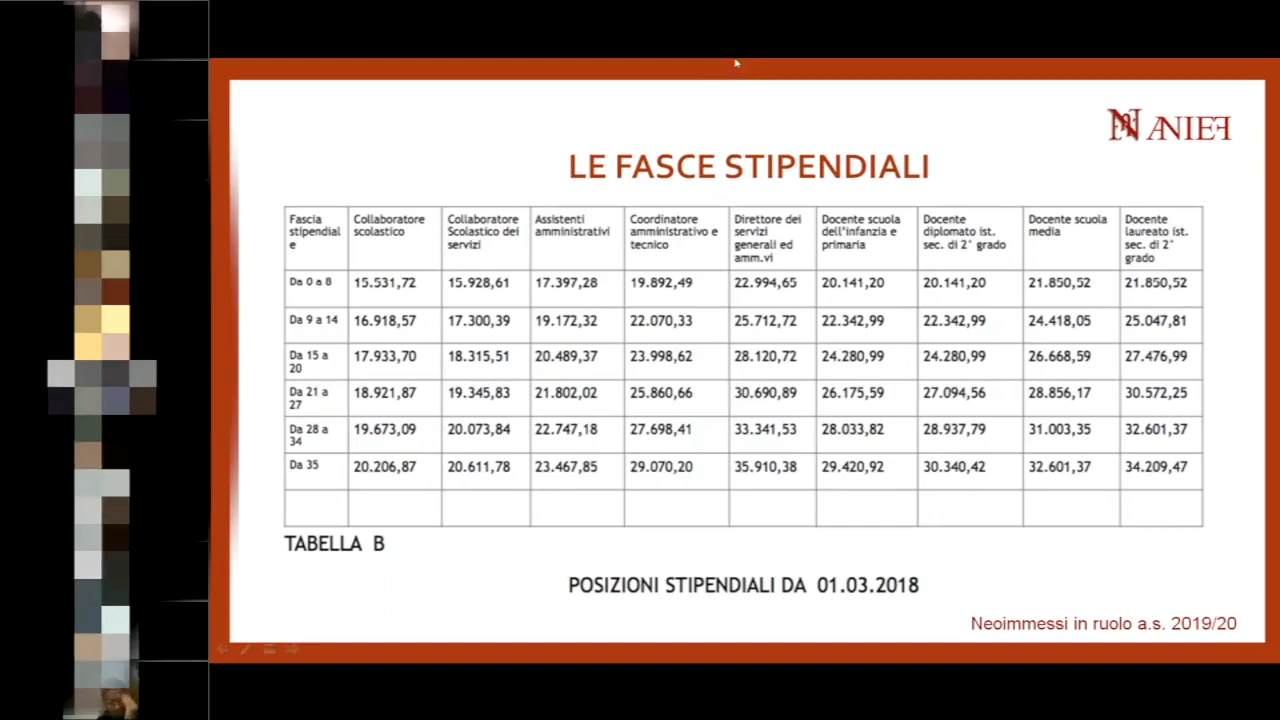 ANIEF
LE FASCE STIPENDIALI
Fascia stipendial e | Collaboratore scolastico | Collaboratore Scolastico dei servizi | Assistenti amministrativi | Coordinatore amministrativo e tecnico | Direttore dei servizi generali ed amm.vi | Docente scuola dell'infanzia e primaria | Docente diplomato ist. sec. di 2° grado | Docente scuola media | Docente laureato ist. sec. di 2° grado
Da 0 a 8 | 15.531,72 | 15.928,61 | 17.397,28 | 19.892,49 | 22.994,65 | 20.141,20 | 20.141,20 | 21.850,52 | 21.850,52
Da 9 a 14 | 16.918,57 | 17.300,39 | 19.172,32 | 22.070,33 | 25.712,72 | 22.342,99 | 22.342,99 | 24.418,05 | 25.047,81
Da 15 a 20 | 17.933,70 | 18.315,51 | 20.489,37 | 23.998,62 | 28.120,72 | 24.280,99 | 24.280,99 | 26.668,59 | 27.476,99
Da 21 a 27 | 18.921,87 | 19.345,83 | 21.802,02 | 25.860,66 | 30.690,89 | 26.175,59 | 27.094,56 | 28.856,17 | 30.572,25
Da 28 a 34 | 19.673,09 | 20.073,84 | 22.747,18 | 27.698,41 | 33.341,53 | 28.033,82 | 28.937,79 | 31.003,35 | 32.601,37
Da 35 | 20.206,87 | 20.611,78 | 23.467,85 | 29.070,20 | 35.910,38 | 29.420,92 | 30.340,42 | 32.601,37 | 34.209,47
TABELLA B
POSIZIONI STIPENDIALI DA 01.03.2018
Neoimmessi in ruolo a.s. 2019/20